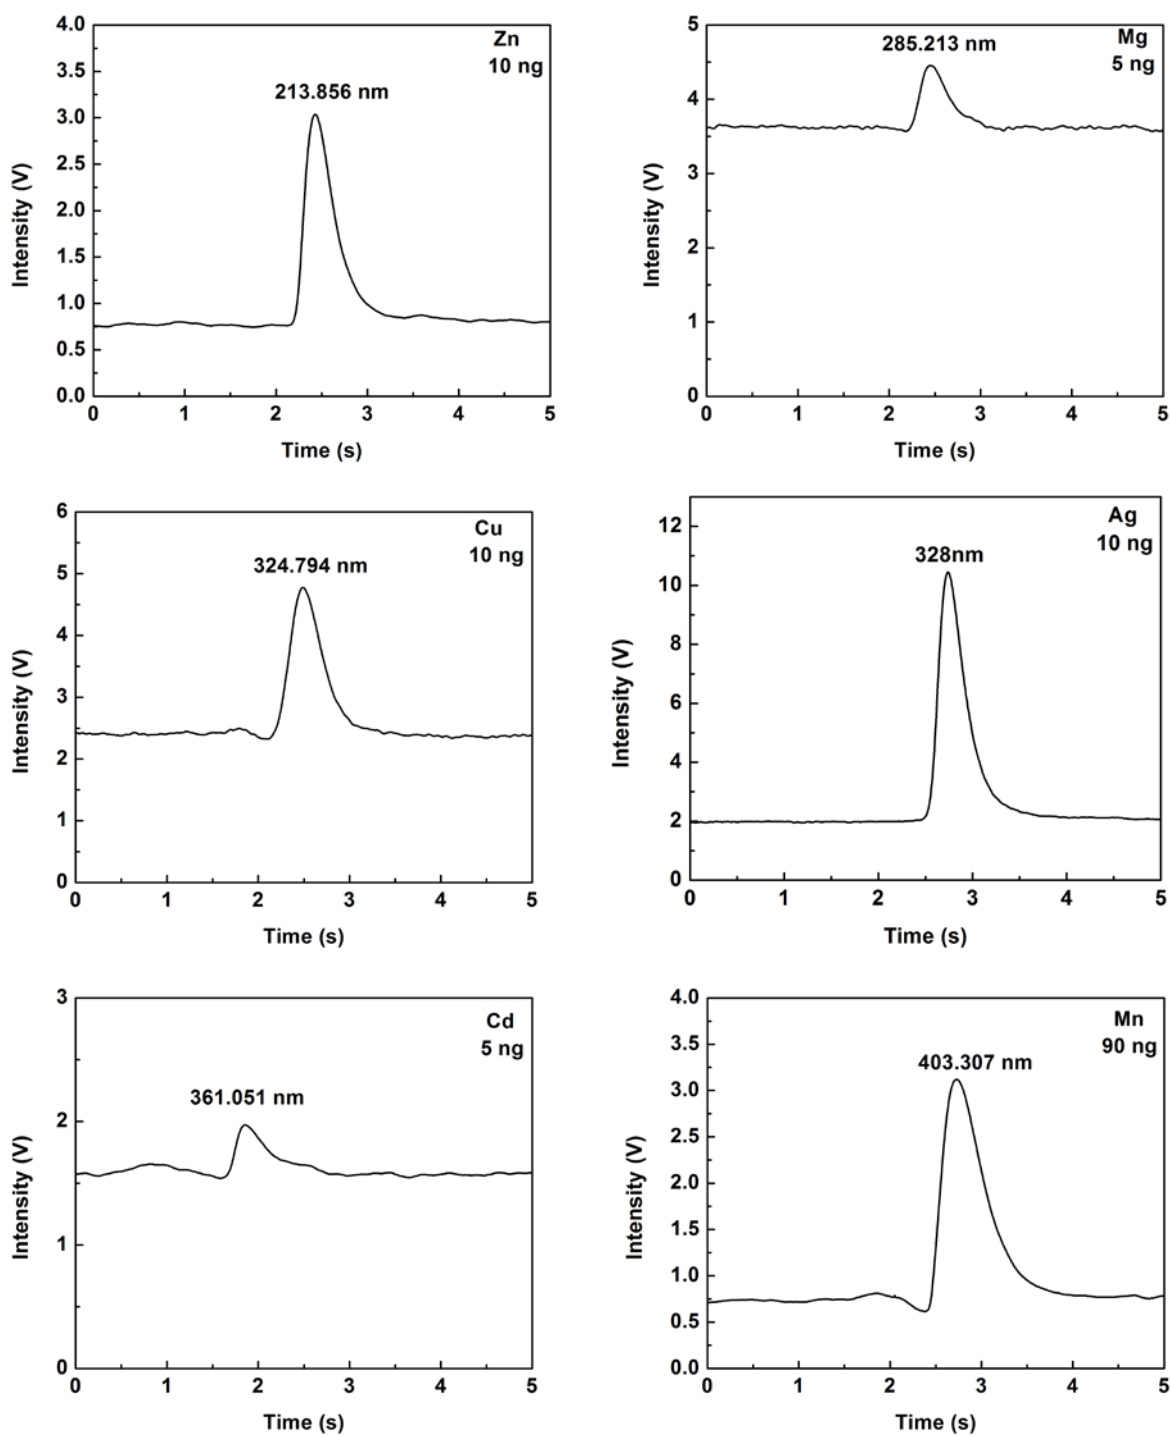 4.0
3.5
3.0
2.5
2.0
1.5
1.0
0.5
0.0
Zn
10 ng
213.856 nm
Intensity (V)
0 1 2 3 4 5
Time (s)
5
4
3
2
1
0
Mg
5 ng
285.213 nm
Intensity (V)
0 1 2 3 4 5
Time (s)
6
5
4
3
2
1
0
Cu
10 ng
324.794 nm
Intensity (V)
0 1 2 3 4 5
Time (s)
12
10
8
6
4
2
0
Ag
10 ng
328nm
Intensity (V)
0 1 2 3 4 5
Time (s)
3
2
1
0
Cd
5 ng
361.051 nm
Intensity (V)
0 1 2 3 4 5
Time (s)
4.0
3.5
3.0
2.5
2.0
1.5
1.0
0.5
0.0
Mn
90 ng
403.307 nm
Intensity (V)
0 1 2 3 4 5
Time (s)